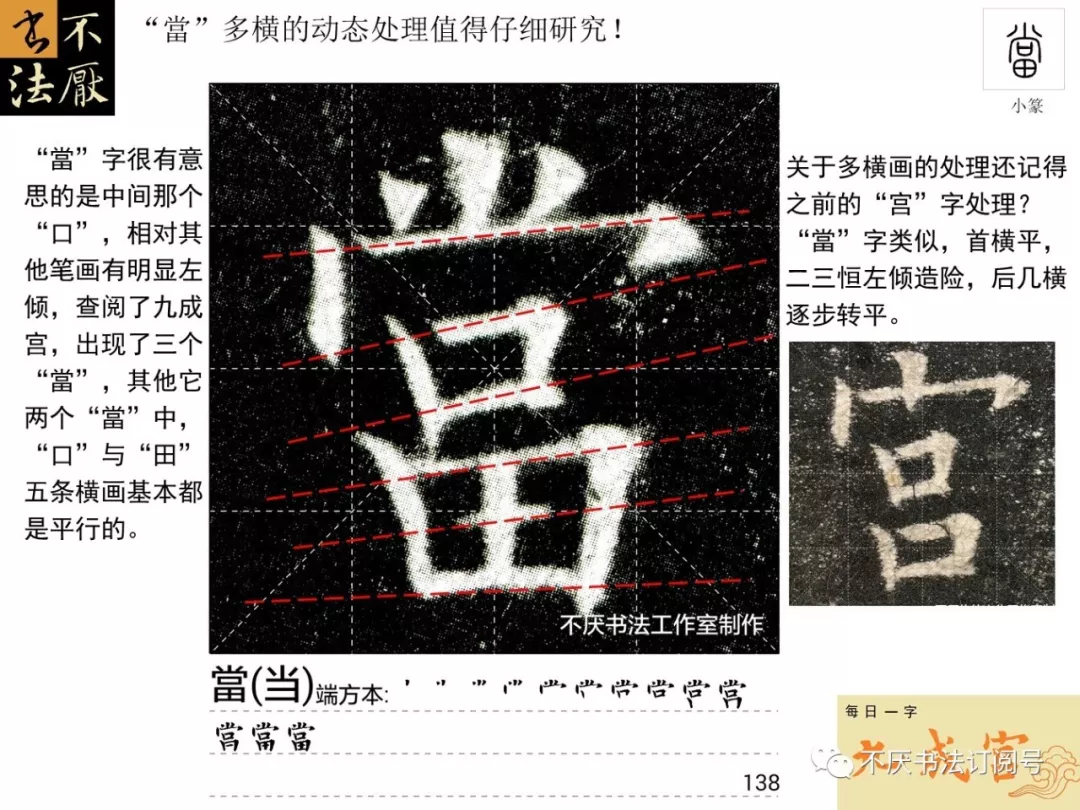 不厭
书法
“當”多横的动态处理值得仔细研究！
當
小篆
“當”字很有意
思的是中间那个
“口”，相对其
他笔画有明显左
倾，查阅了九成
宫，出现了三个
“當”，其他它
两个“當”中，
“口”与“田”
五条横画基本都
是平行的。
當
不厌书法工作室制作
关于多横画的处理还记得
之前的“宫”字处理？
“當”字类似，首横平，
二三恒左倾造险，后几横
逐步转平。
宫
當(当)端方本:
138
每日一字
九成宫
不厌书法订阅号